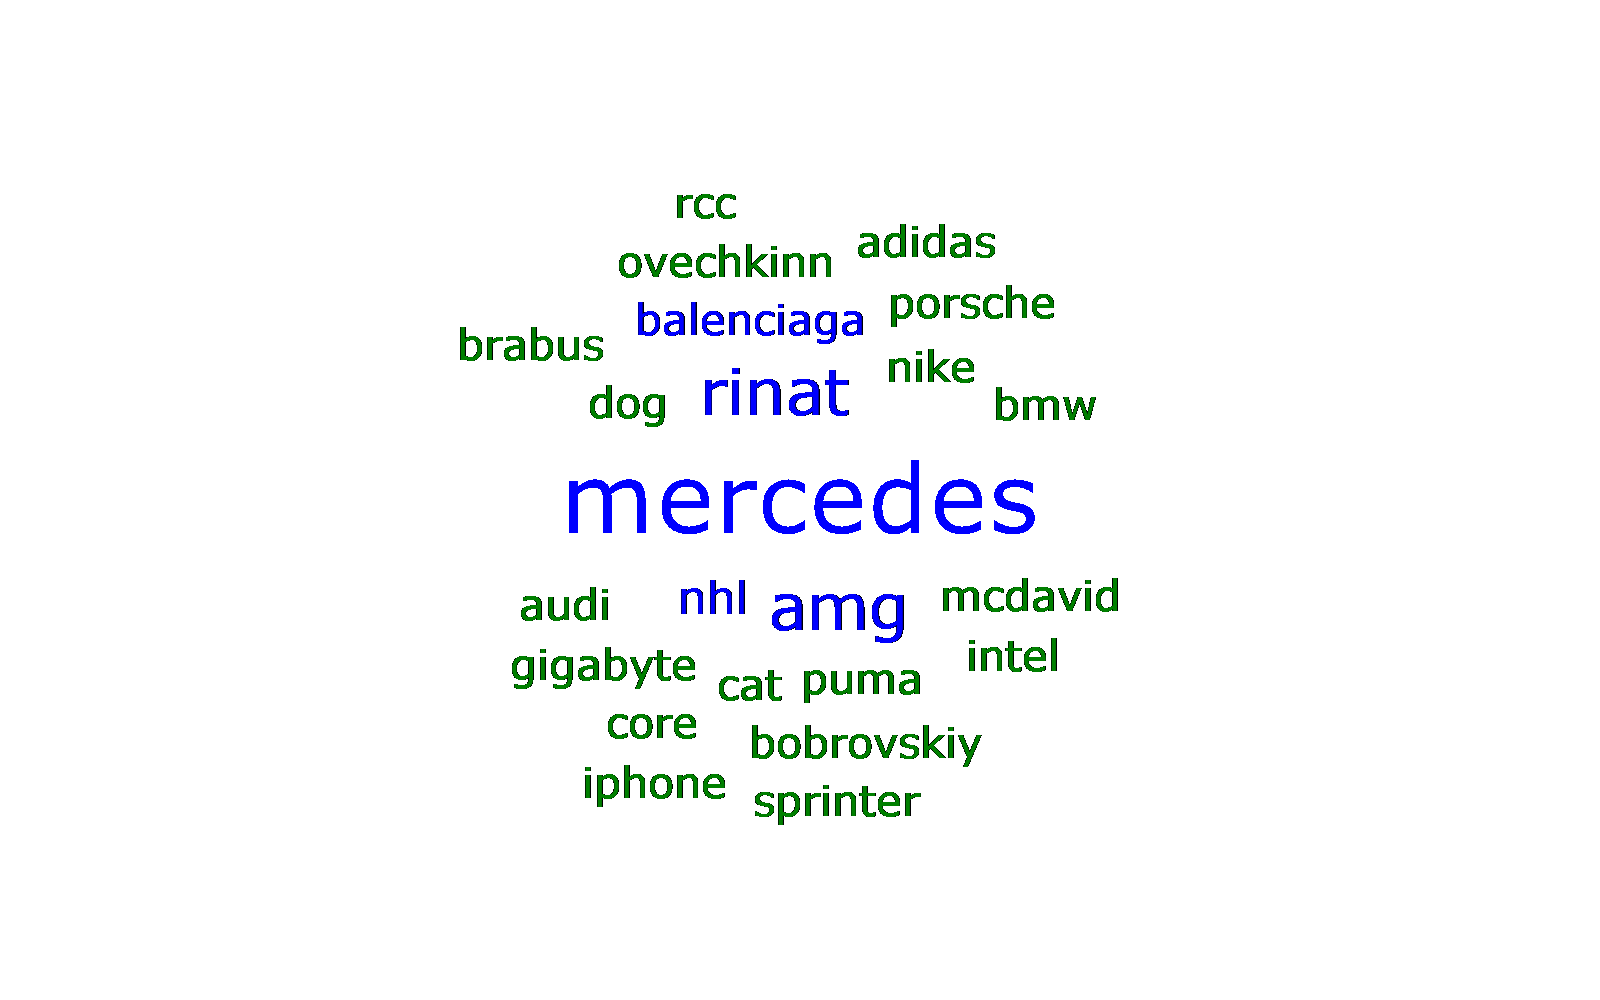 rcc
adidas
ovechkinn
porsche
balenciaga
brabus
nike
rinat
dog
bmw
mercedes
audi
nhl
amg
mcdavid
gigabyte
intel
cat
puma
core
bobrovskiy
iphone
sprinter